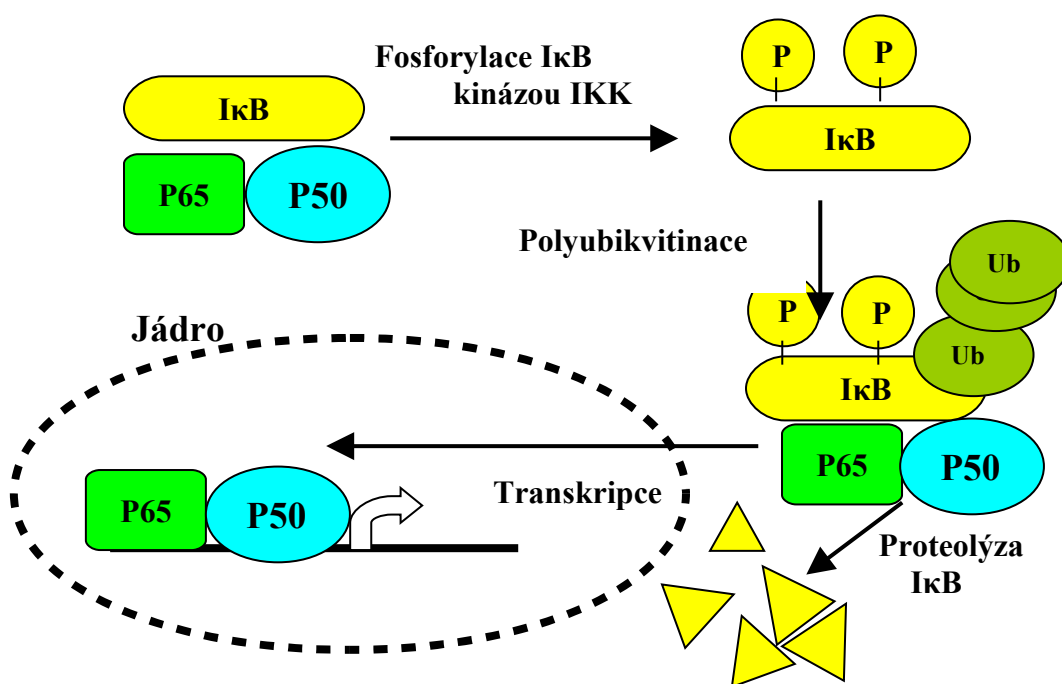 Fosforylace IκB
kinázou IKK
IκB
P65
P50
P
P
IκB
Polyubikvitinace
Ub
Ub
P
P
IκB
P65
P50
Jádro
P65
P50
Transkripce
Proteolýza
IκB